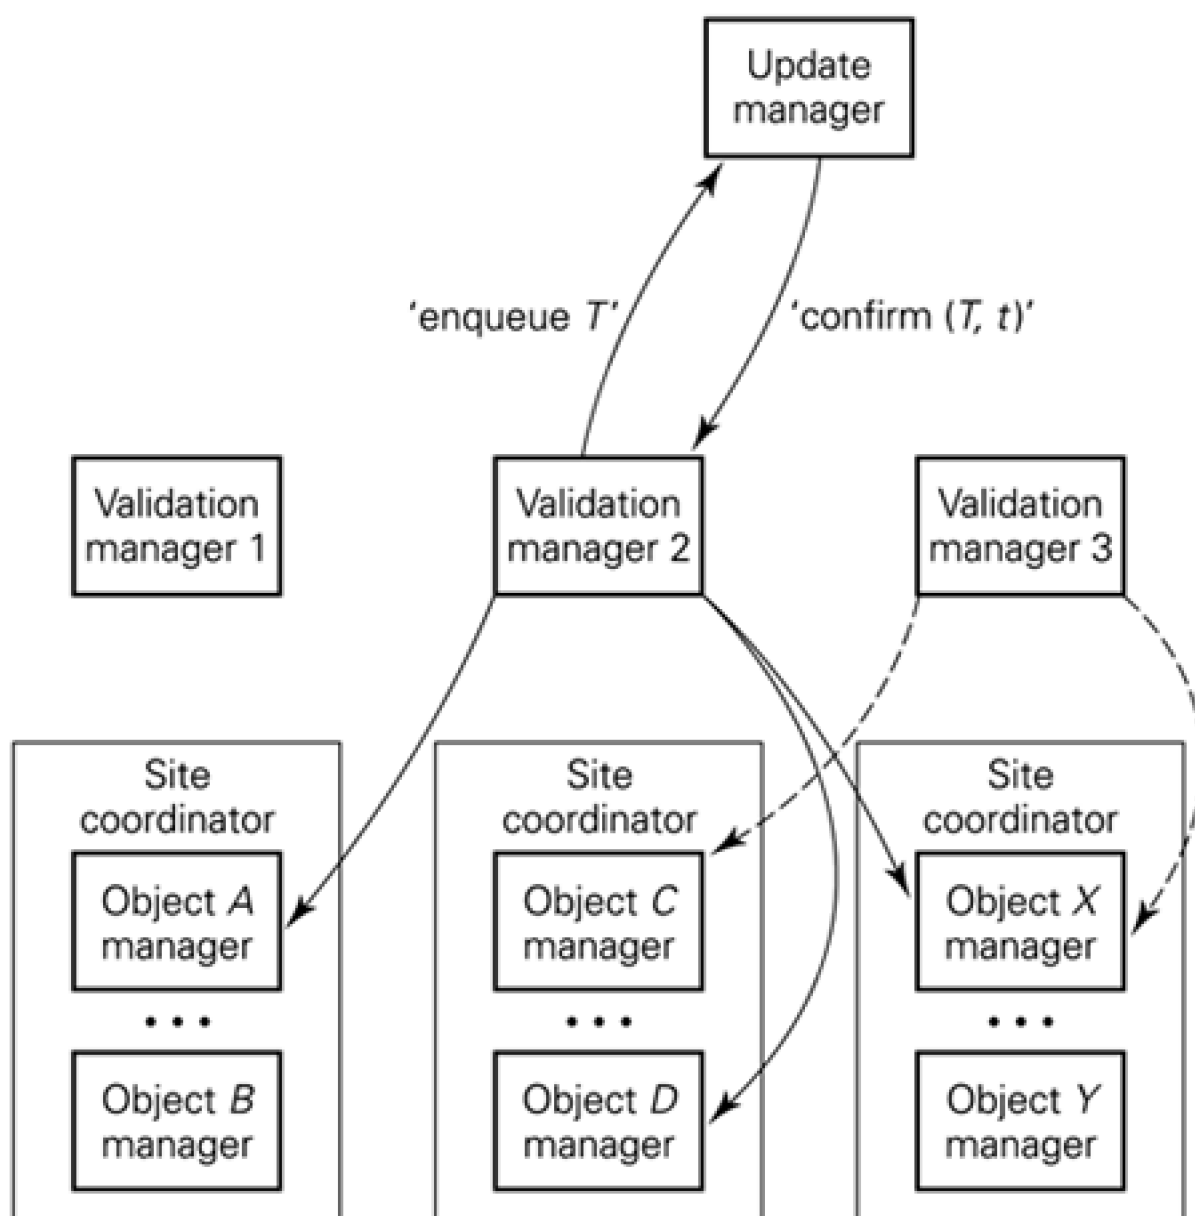 Update
manager
‘enqueue T’
‘confirm (T, t)’
Validation
manager 1
Validation
manager 2
Validation
manager 3
Site
coordinator
Object A
manager
...
Object B
manager
Site
coordinator
Object C
manager
...
Object D
manager
Site
coordinator
Object X
manager
...
Object Y
manager